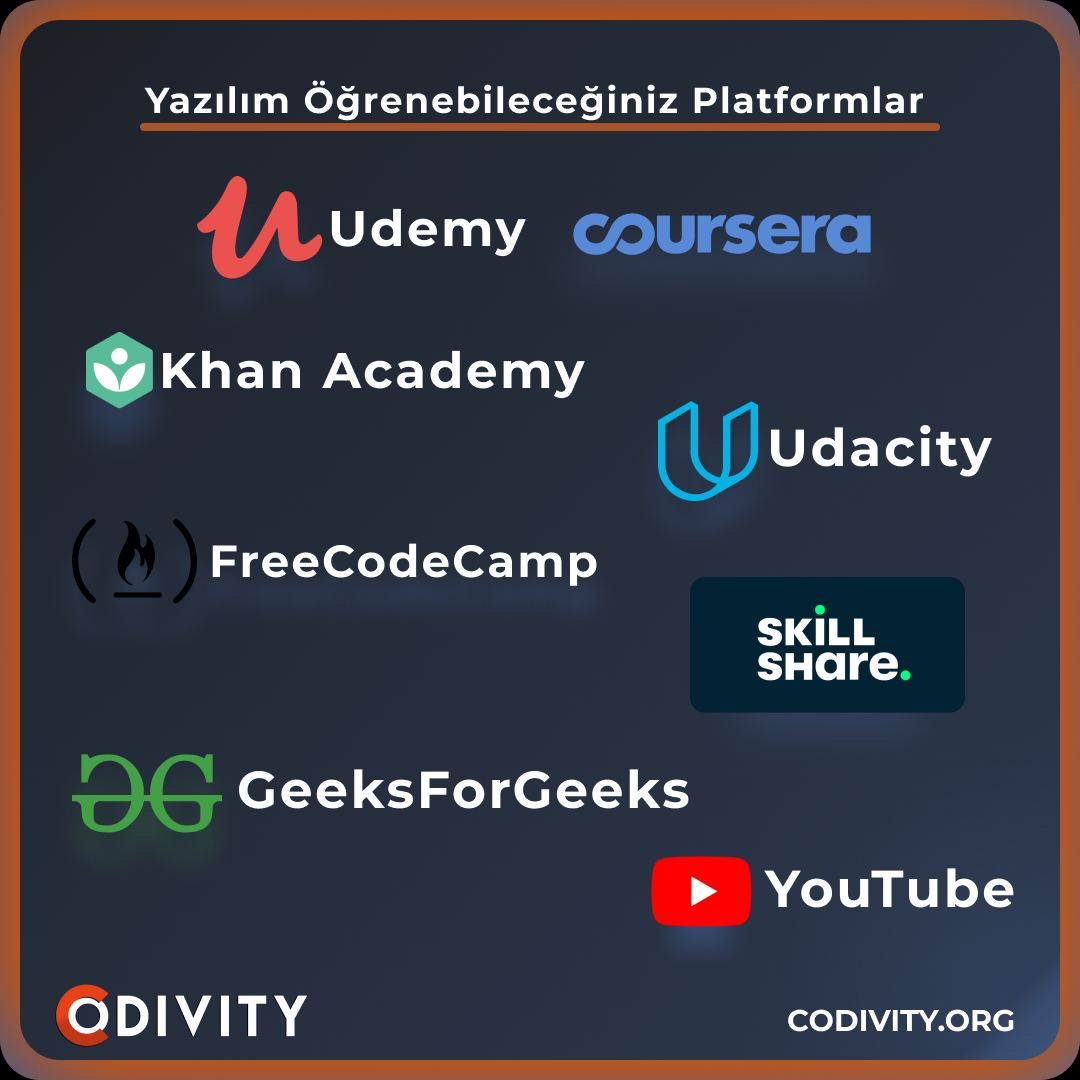 Yazılım Öğrenebileceğiniz Platformlar
Udemy
coursera
Khan Academy
Udacity
FreeCodeCamp
SKiLL
SHare.
GeeksForGeeks
YouTube
CODIVITY
CODIVITY.ORG